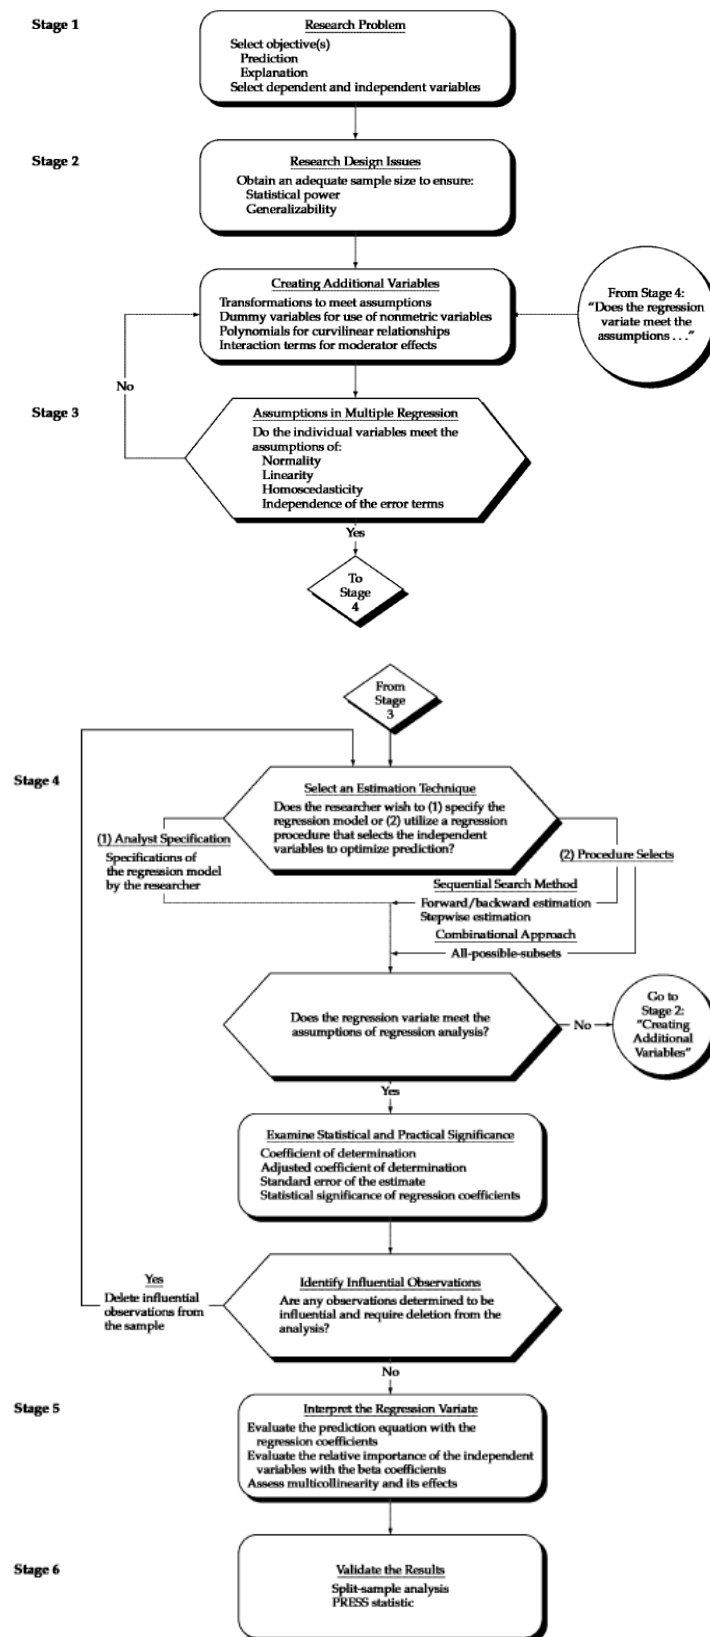 Stage 1
Research Problem
Select objective(s)
Prediction
Explanation
Select dependent and independent variables
Stage 2
Research Design Issues
Obtain an adequate sample size to ensure:
Statistical power
Generalizability
Creating Additional Variables
Transformations to meet assumptions
Dummy variables for use of nonmetric variables
Polynomials for curvilinear relationships
Interaction terms for moderator effects
From Stage 4:
“Does the regression
variate meet the
assumptions . . .”
No
Stage 3
Assumptions in Multiple Regression
Do the individual variables meet the
assumptions of:
Normality
Linearity
Homoscedasticity
Independence of the error terms
Yes
To
Stage
4
From
Stage
3
Stage 4
Select an Estimation Technique
Does the researcher wish to (1) specify the
regression model or (2) utilize a regression
procedure that selects the independent
variables to optimize prediction?
(1) Analyst Specification
Specifications of
the regression model
by the researcher
(2) Procedure Selects
Sequential Search Method
Forward/backward estimation
Stepwise estimation
Combinational Approach
All-possible-subsets
Does the regression variate meet the
assumptions of regression analysis?
No
Go to
Stage 2:
“Creating
Additional
Variables”
Yes
Examine Statistical and Practical Significance
Coefficient of determination
Adjusted coefficient of determination
Standard error of the estimate
Statistical significance of regression coefficients
Yes
Delete influential
observations from
the sample
Identify Influential Observations
Are any observations determined to be
influential and require deletion from the
analysis?
No
Stage 5
Interpret the Regression Variate
Evaluate the prediction equation with the
regression coefficients
Evaluate the relative importance of the independent
variables with the beta coefficients
Assess multicollinearity and its effects
Stage 6
Validate the Results
Split-sample analysis
PRESS statistic